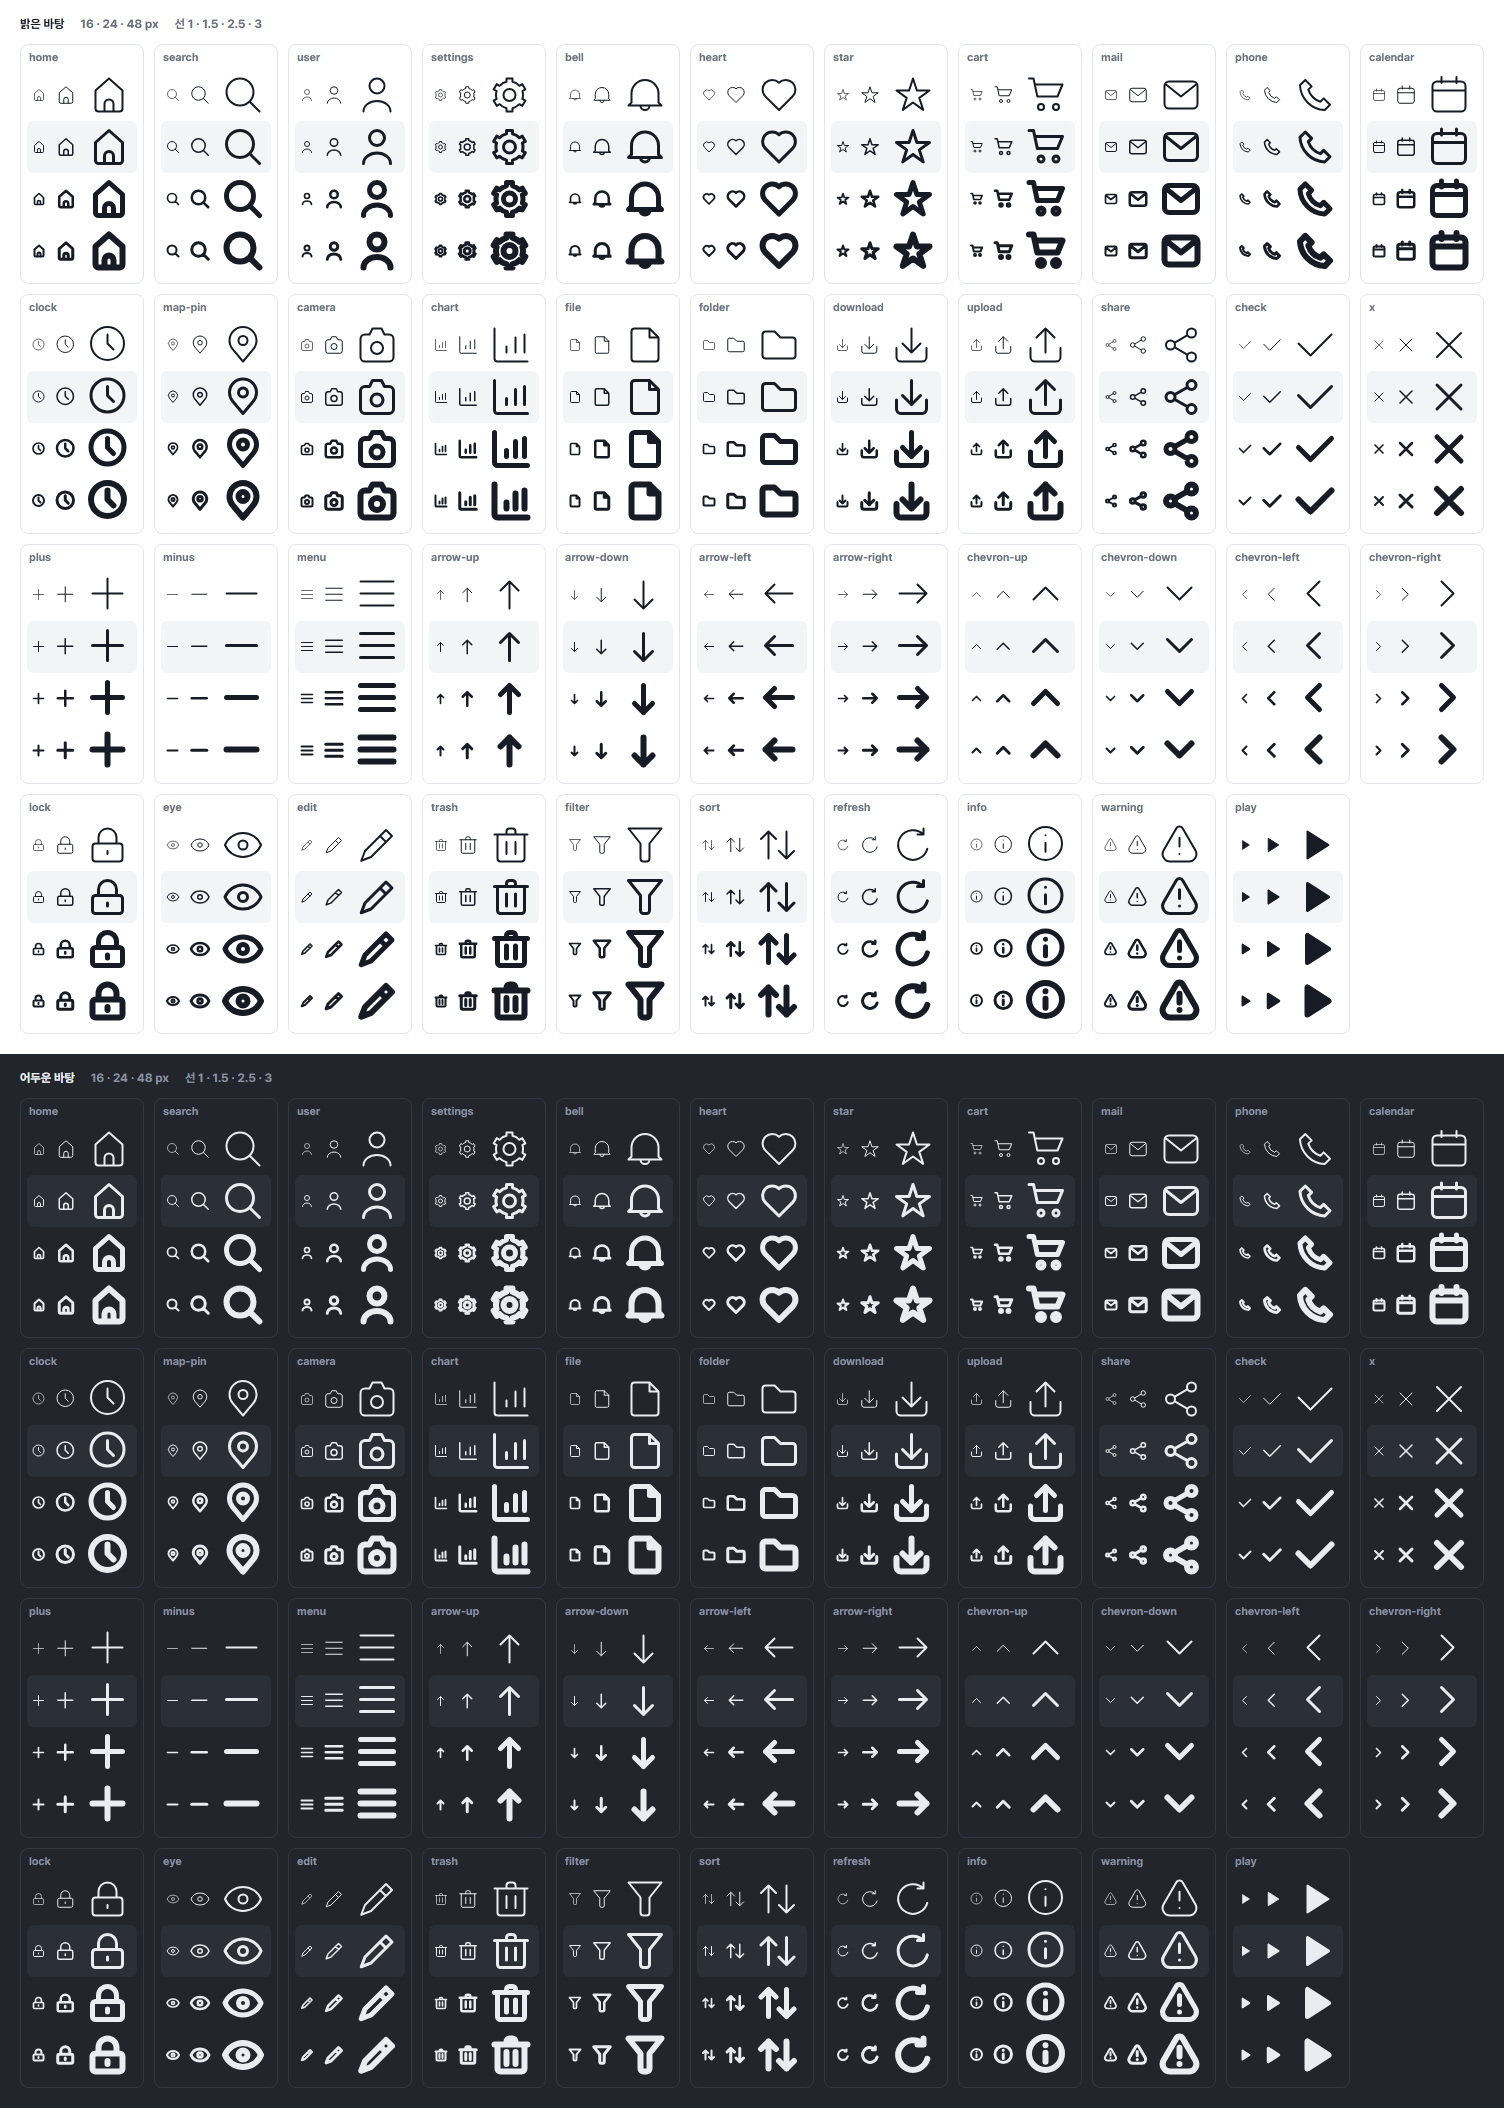 밝은 바탕 16 · 24 · 48 px 선 1 · 1.5 · 2.5 · 3
home search user settings bell heart star cart mail phone calendar
clock map-pin camera chart file folder download upload share check x
plus minus menu arrow-up arrow-down arrow-left arrow-right chevron-up chevron-down chevron-left chevron-right
lock eye edit trash filter sort refresh info warning play
어두운 바탕 16 · 24 · 48 px 선 1 · 1.5 · 2.5 · 3
home search user settings bell heart star cart mail phone calendar
clock map-pin camera chart file folder download upload share check x
plus minus menu arrow-up arrow-down arrow-left arrow-right chevron-up chevron-down chevron-left chevron-right
lock eye edit trash filter sort refresh info warning play